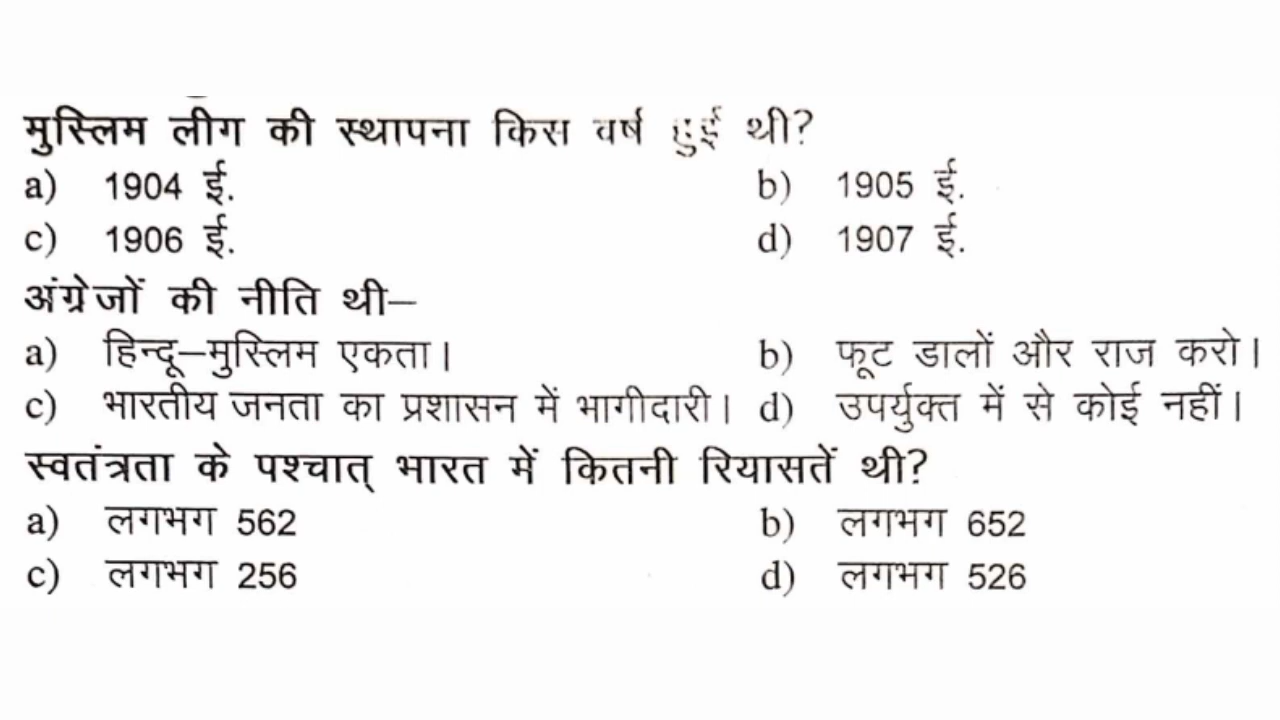 मुस्लिम लीग की स्थापना किस वर्ष हुई थी?
a) 1904 ई. b) 1905 ई.
c) 1906 ई. d) 1907 ई.
अंग्रेजों की नीति थी–
a) हिन्दू–मुस्लिम एकता। b) फूट डालों और राज करो।
c) भारतीय जनता का प्रशासन में भागीदारी। d) उपर्युक्त में से कोई नहीं।
स्वतंत्रता के पश्चात् भारत में कितनी रियासतें थी?
a) लगभग 562 b) लगभग 652
c) लगभग 256 d) लगभग 526